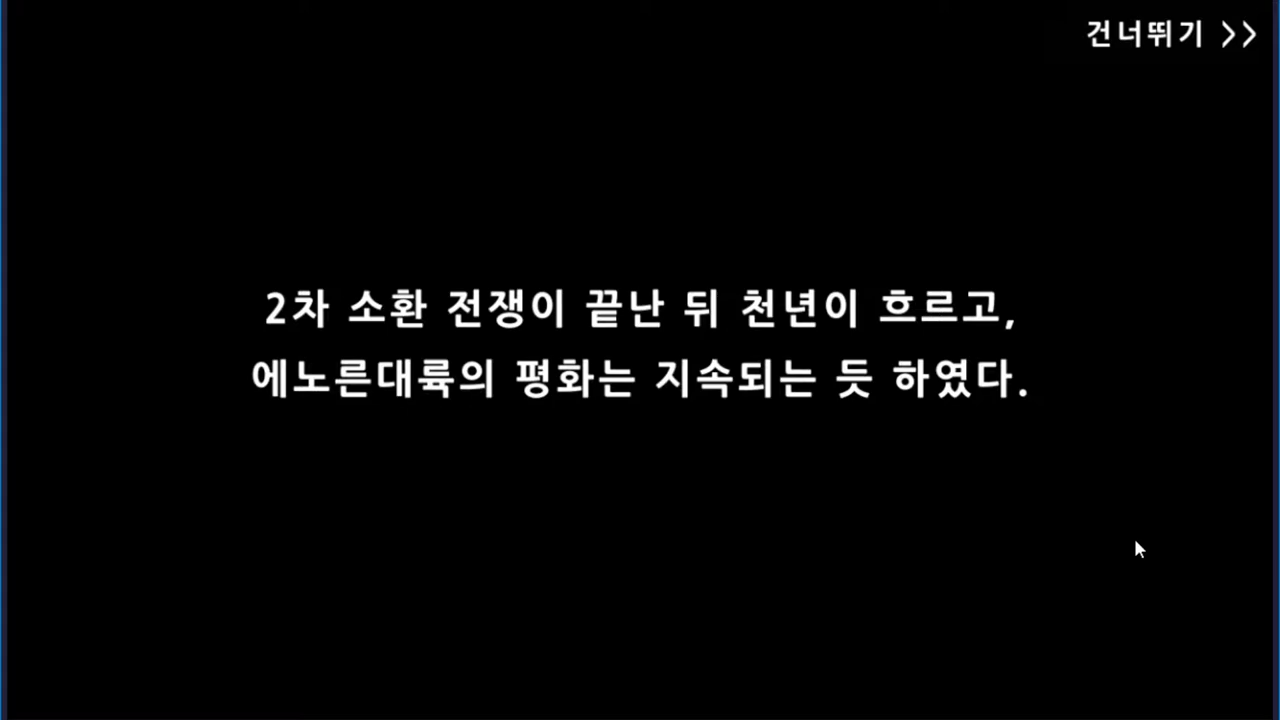 건너뛰기 >>
2차 소환 전쟁이 끝난 뒤 천년이 흐르고,
에노른대륙의 평화는 지속되는 듯 하였다.